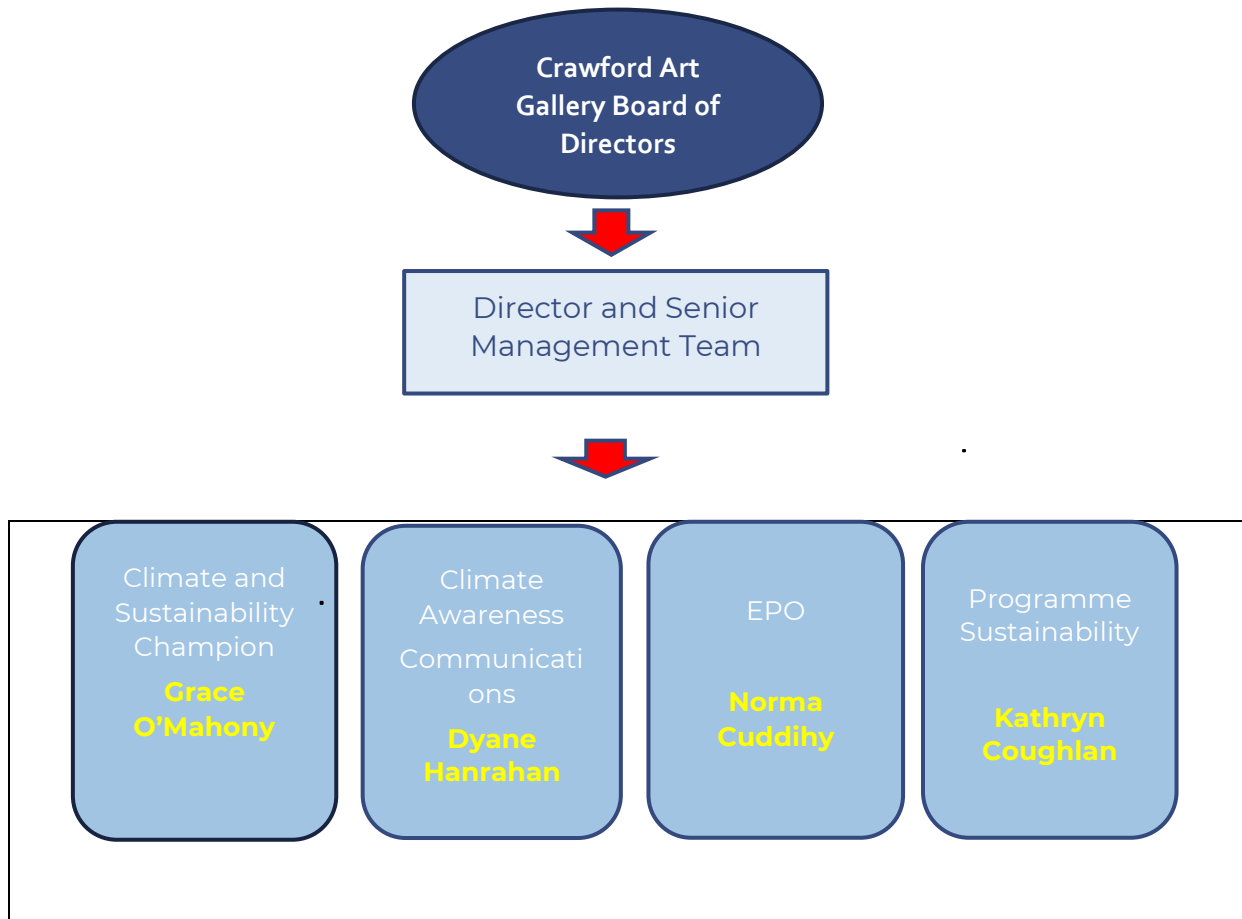 Crawford Art
Gallery Board of
Directors
Director and Senior
Management Team
Climate and
Sustainability
Champion
Grace
O’Mahony
Climate
Awareness
Communicati
ons
Dyane
Hanrahan
EPO
Norma
Cuddihy
Programme
Sustainability
Kathryn
Coughlan